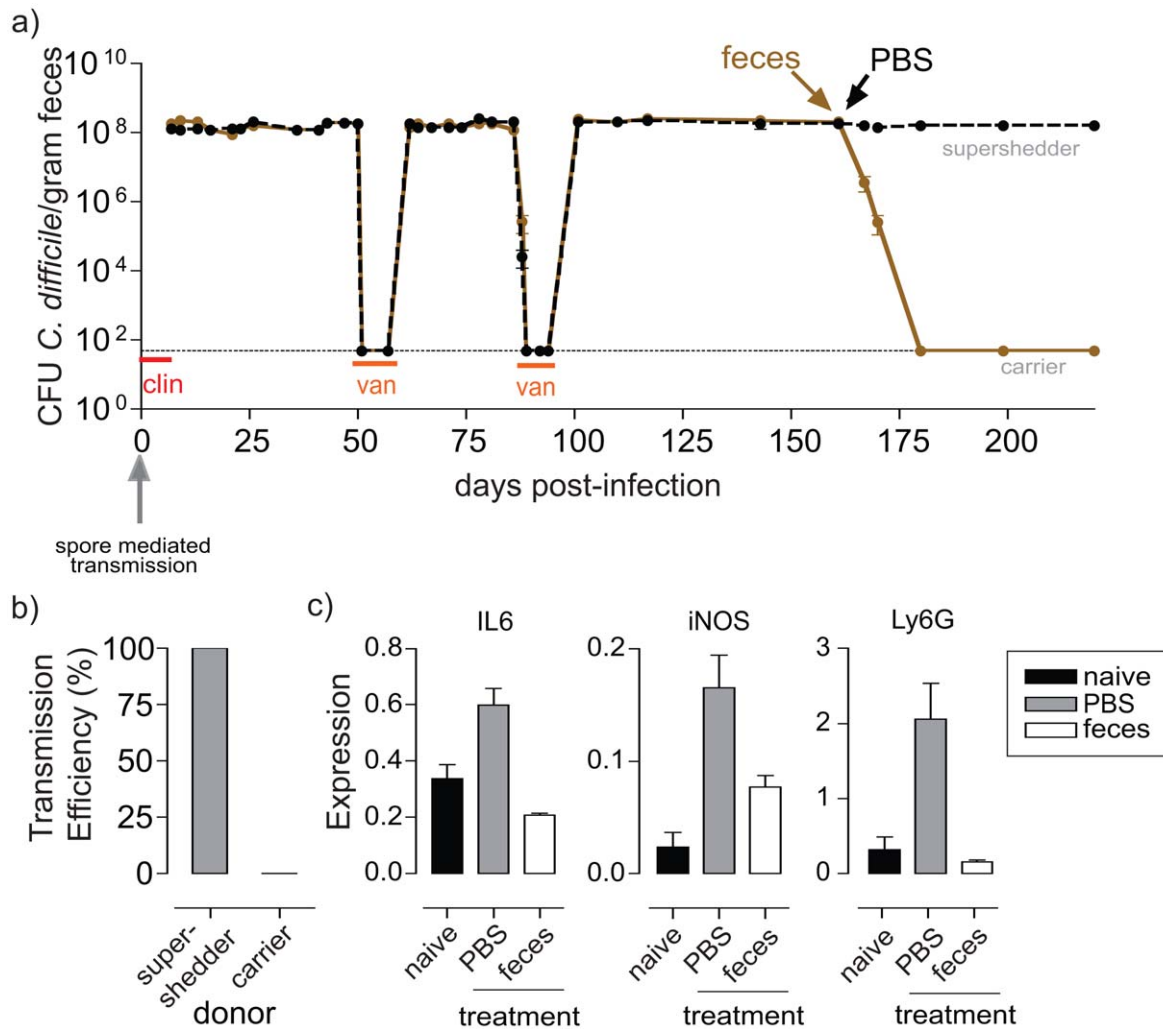 a)
CFU C. difficile/gram feces
10^10
10^8
10^6
10^4
10^2
10^0
feces
PBS
supershedder
carrier
clin
van
van
0
25
50
75
100
125
150
175
200
days post-infection
spore mediated
transmission
b)
Transmission
Efficiency (%)
100
75
50
25
0
super-
shedder
carrier
donor
c)
Expression
IL6
0.8
0.6
0.4
0.2
0.0
naive
PBS
feces
treatment
iNOS
0.2
0.1
0.0
naive
PBS
feces
treatment
Ly6G
3
2
1
0
naive
PBS
feces
treatment
naive
PBS
feces